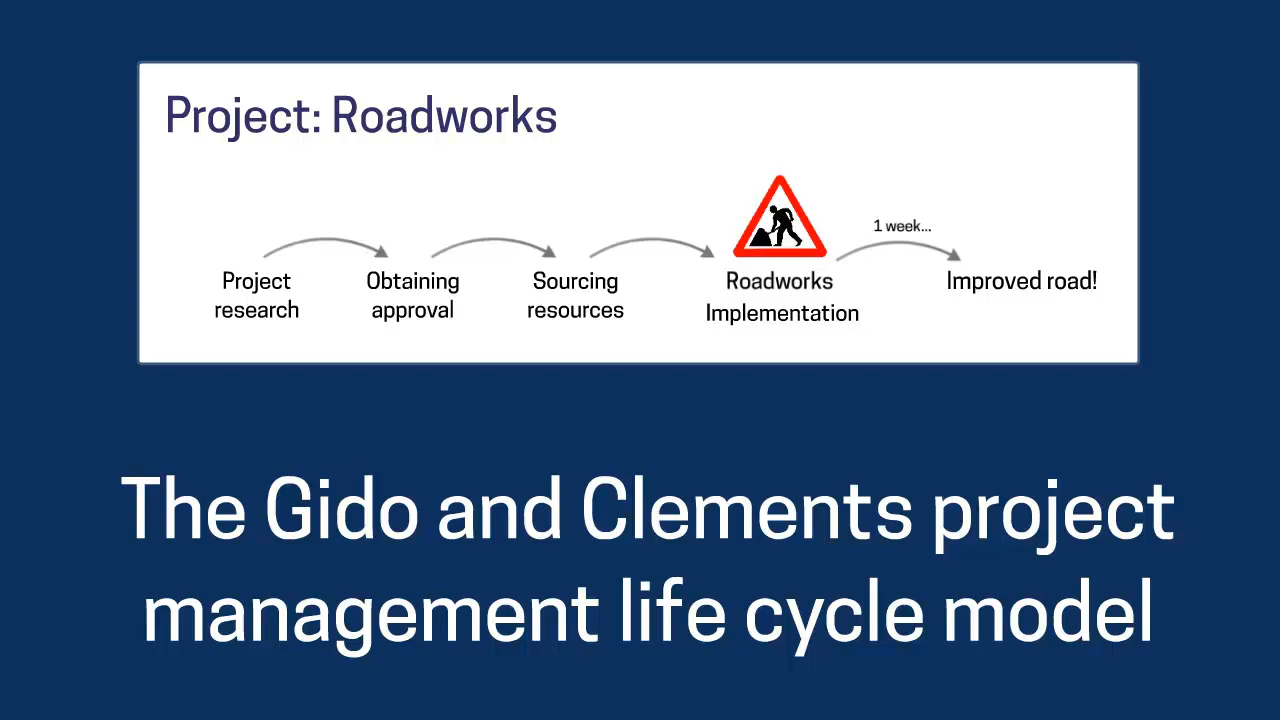 Project: Roadworks
1 week...
Project
research
Obtaining
approval
Sourcing
resources
Roadworks
Implementation
Improved road!
The Gido and Clements project
management life cycle model